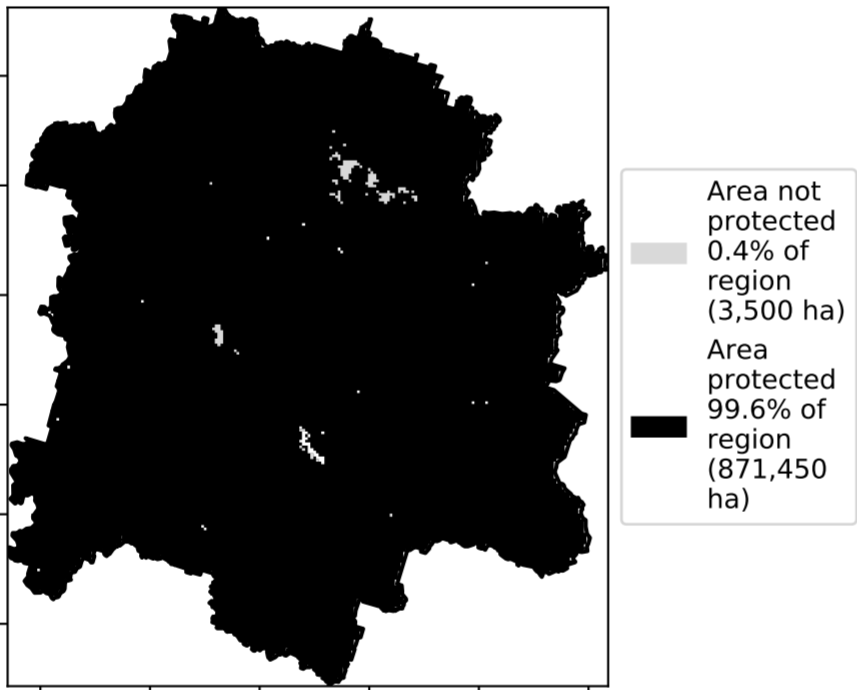 Area not
protected
0.4% of
region
(3,500 ha)
Area
protected
99.6% of
region
(871,450
ha)